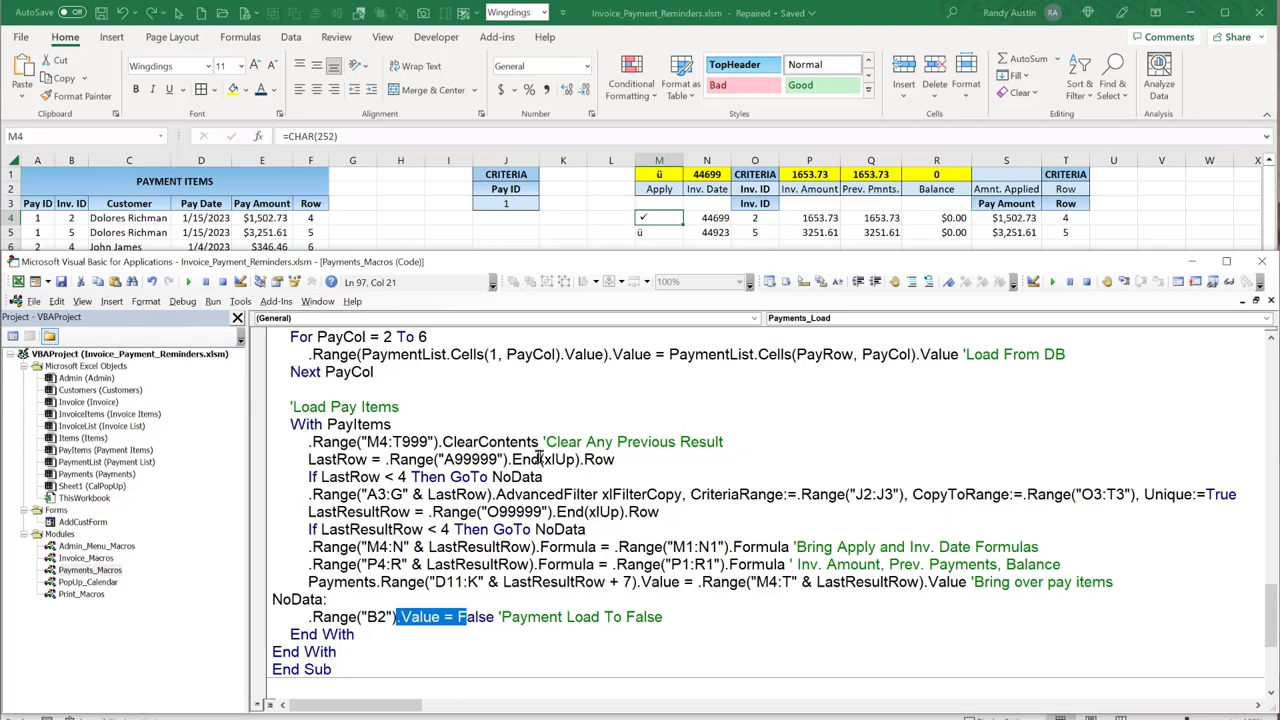 AutoSave Off Wingdings Invoice_Payment_Reminders.xlsm - Repaired • Saved Randy Austin RA
File Home Insert Page Layout Formulas Data Review View Developer Add-ins Help Comments Share
Cut Wingdings 11 Wrap Text General TopHeader Normal AutoSum
Copy Fill
Paste Format Painter B I U Merge & Center $ % Conditional Formatting Format as Table Bad Good Insert Delete Format Clear Sort & Filter Find & Select Analyze Data
Clipboard Font Alignment Number Styles Cells Editing Analysis
M4 fx =CHAR(252)
A B C D E F G H I J K L M N O P Q R S T U V W X
1 PAYMENT ITEMS CRITERIA ü 44699 CRITERIA 1653.73 1653.73 0 CRITERIA
2 Pay ID Apply Inv. Date Inv. ID Inv. Amount Prev. Pmnts. Balance Amnt. Applied Row
3 Pay ID Inv. ID Customer Pay Date Pay Amount Row 1 Inv. ID Pay Amount Row
4 1 2 Dolores Richman 1/15/2023 $1,502.73 4 ✓ 44699 2 1653.73 1653.73 $0.00 $1,502.73 4
5 1 5 Dolores Richman 1/15/2023 $3,251.61 5 ü 44923 5 3251.61 3251.61 $0.00 $3,251.61 5
6 2 4 John James 1/4/2023 $346.46 6
Microsoft Visual Basic for Applications - Invoice_Payment_Reminders.xlsm - [Payments_Macros (Code)]
Ln 97, Col 21 100%
File Edit View Insert Format Debug Run Tools Add-Ins Window Help
Project - VBAProject
(General) Payments_Load
VBAProject (Invoice_Payment_Reminders.xlsm)
Microsoft Excel Objects
Admin (Admin)
Customers (Customers)
Invoice (Invoice)
InvoiceItems (Invoice Items)
InvoiceList (Invoice List)
Items (Items)
PayItems (Payment Items)
PaymentList (Payment List)
Payments (Payments)
Sheet1 (CalPopUp)
ThisWorkbook
Forms
AddCustForm
Modules
Admin_Menu_Macros
Invoice_Macros
Payments_Macros
PopUp_Calendar
Print_Macros
For PayCol = 2 To 6
.Range(PaymentList.Cells(1, PayCol).Value).Value = PaymentList.Cells(PayRow, PayCol).Value 'Load From DB
Next PayCol
'Load Pay Items
With PayItems
.Range("M4:T999").ClearContents 'Clear Any Previous Result
LastRow = .Range("A99999").End(xlUp).Row
If LastRow < 4 Then GoTo NoData
.Range("A3:G" & LastRow).AdvancedFilter xlFilterCopy, CriteriaRange:=.Range("J2:J3"), CopyToRange:=.Range("O3:T3"), Unique:=True
LastResultRow = .Range("O99999").End(xlUp).Row
If LastResultRow < 4 Then GoTo NoData
.Range("M4:N" & LastResultRow).Formula = .Range("M1:N1").Formula 'Bring Apply and Inv. Date Formulas
.Range("P4:R" & LastResultRow).Formula = .Range("P1:R1").Formula ' Inv. Amount, Prev. Payments, Balance
Payments.Range("D11:K" & LastResultRow + 7).Value = .Range("M4:T" & LastResultRow).Value 'Bring over pay items
NoData:
.Range("B2").Value = False 'Payment Load To False
End With
End With
End Sub